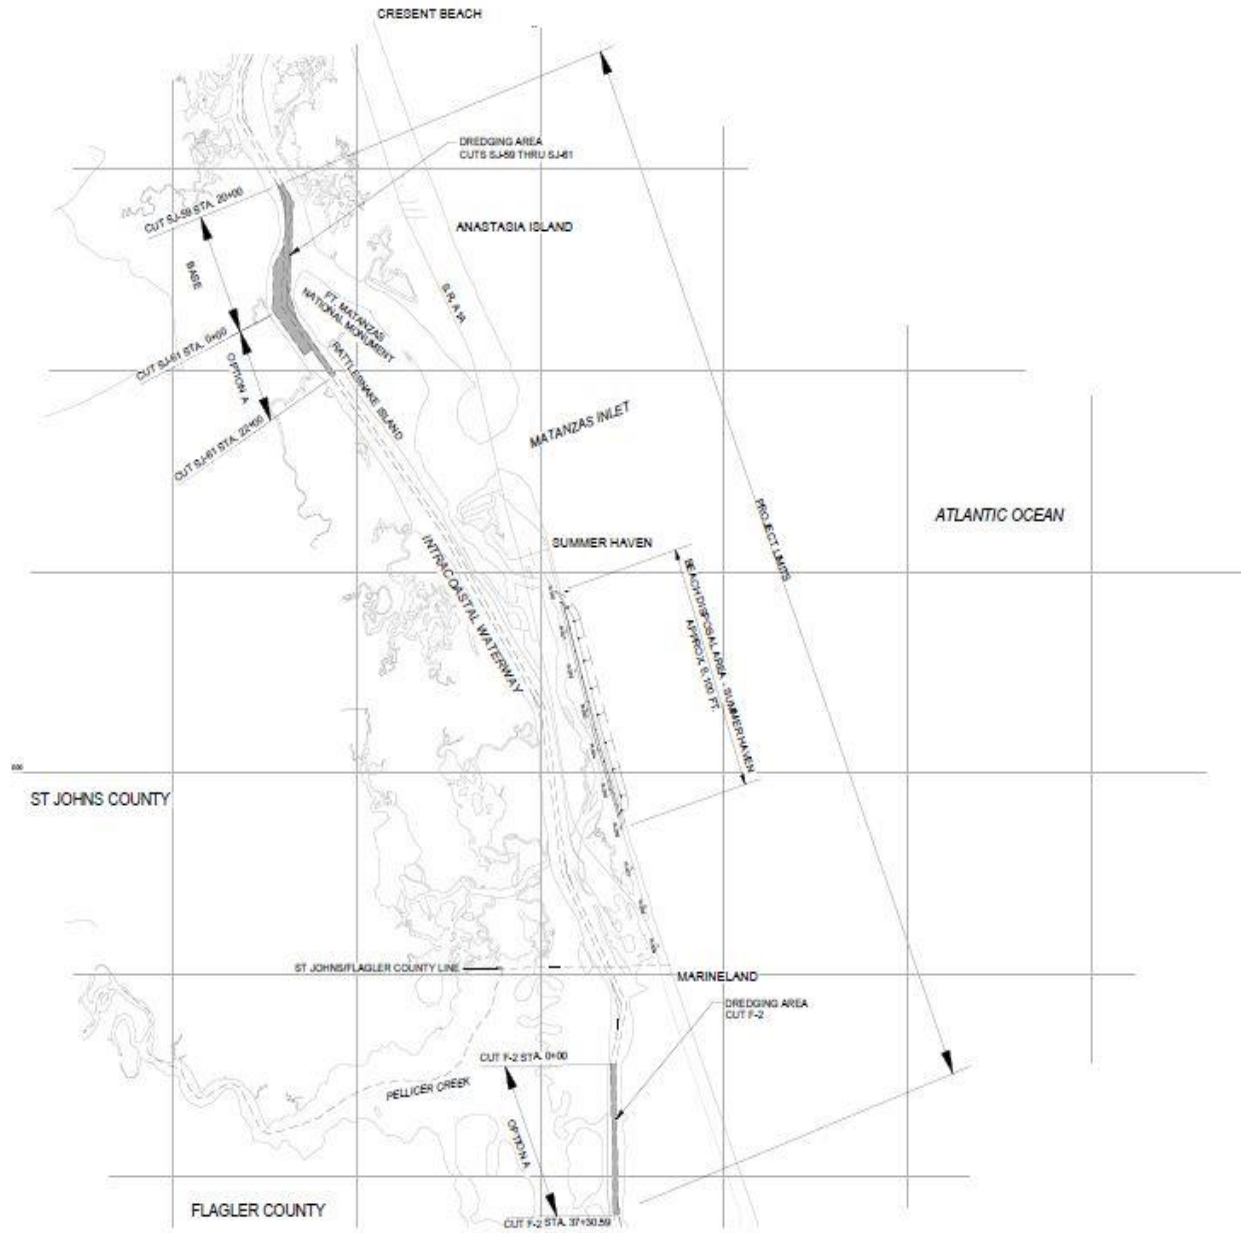 CRESENT BEACH
DREDGING AREA
CUTS SJ-59 THRU SJ-61
CUT SJ-59 STA. 20+00
ANASTASIA ISLAND
BASE
S.R. A1A
FT. MATANZAS
NATIONAL MONUMENT
CUT SJ-61 STA. 0+00
RATTLESNAKE ISLAND
OPTION A
MATANZAS INLET
CUT SJ-61 STA. 22+00
PROJECT LIMITS
ATLANTIC OCEAN
SUMMER HAVEN
INTRACOASTAL WATERWAY
BEACH DISPOSAL AREA - SUMMER HAVEN
APPROX. FT.
ST JOHNS COUNTY
ST JOHNS/FLAGLER COUNTY LINE
MARINELAND
DREDGING AREA
CUT F-2
CUT F-2 STA. 0+00
PELLICER CREEK
OPTION A
FLAGLER COUNTY
CUT F-2 STA. 37+30.59